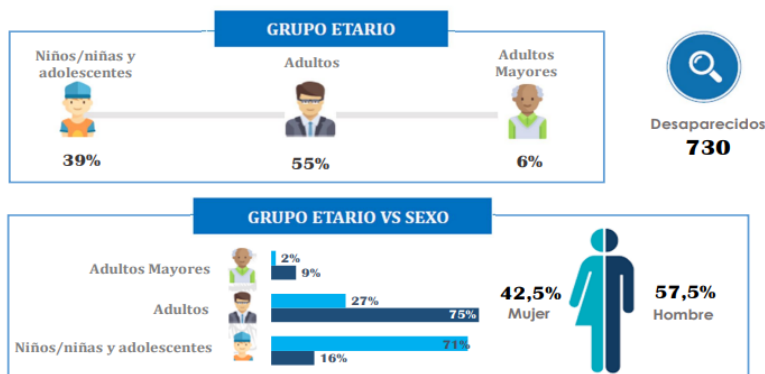 GRUPO ETARIO
Niños/niñas y
adolescentes
Adultos
Adultos
Mayores
39%
55%
6%
Desaparecidos
730
GRUPO ETARIO VS SEXO
Adultos Mayores
2%
9%
Adultos
27%
75%
Niños/niñas y adolescentes
71%
16%
42,5%
Mujer
57,5%
Hombre